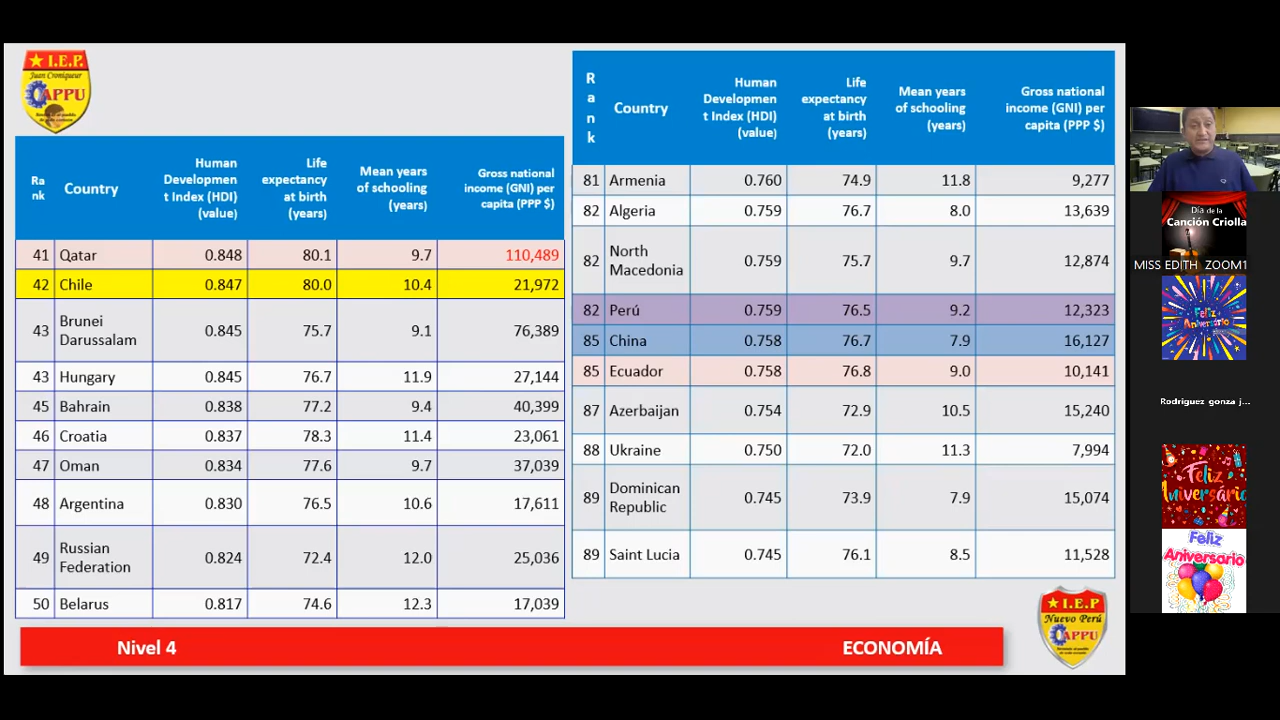 ★ I.E.P.
Juan Croniqueur
CAPPU
Ra
nk
Country
Human
Developmen
t Index (HDI)
(value)
Life
expectancy
at birth
(years)
Mean years
of schooling
(years)
Gross national
income (GNI) per
capita (PPP $)
41 Qatar 0.848 80.1 9.7 110,489
42 Chile 0.847 80.0 10.4 21,972
43 Brunei
Darussalam 0.845 75.7 9.1 76,389
43 Hungary 0.845 76.7 11.9 27,144
45 Bahrain 0.838 77.2 9.4 40,399
46 Croatia 0.837 78.3 11.4 23,061
47 Oman 0.834 77.6 9.7 37,039
48 Argentina 0.830 76.5 10.6 17,611
49 Russian
Federation 0.824 72.4 12.0 25,036
50 Belarus 0.817 74.6 12.3 17,039
R
a
n
k
Country
Human
Developmen
t Index (HDI)
(value)
Life
expectancy
at birth
(years)
Mean years
of schooling
(years)
Gross national
income (GNI) per
capita (PPP $)
81 Armenia 0.760 74.9 11.8 9,277
82 Algeria 0.759 76.7 8.0 13,639
82 North
Macedonia 0.759 75.7 9.7 12,874
82 Perú 0.759 76.5 9.2 12,323
85 China 0.758 76.7 7.9 16,127
85 Ecuador 0.758 76.8 9.0 10,141
87 Azerbaijan 0.754 72.9 10.5 15,240
88 Ukraine 0.750 72.0 11.3 7,994
89 Dominican
Republic 0.745 73.9 7.9 15,074
89 Saint Lucia 0.745 76.1 8.5 11,528
★ I.E.P
Nuevo Perú
CAPPU
Nivel 4
ECONOMÍA
Día de la
Canción Criolla
MISS EDITH ZOOM1
Feliz
Aniversario
Rodriguez gonza j...
Feliz
Aniversario
Feliz
Aniversario